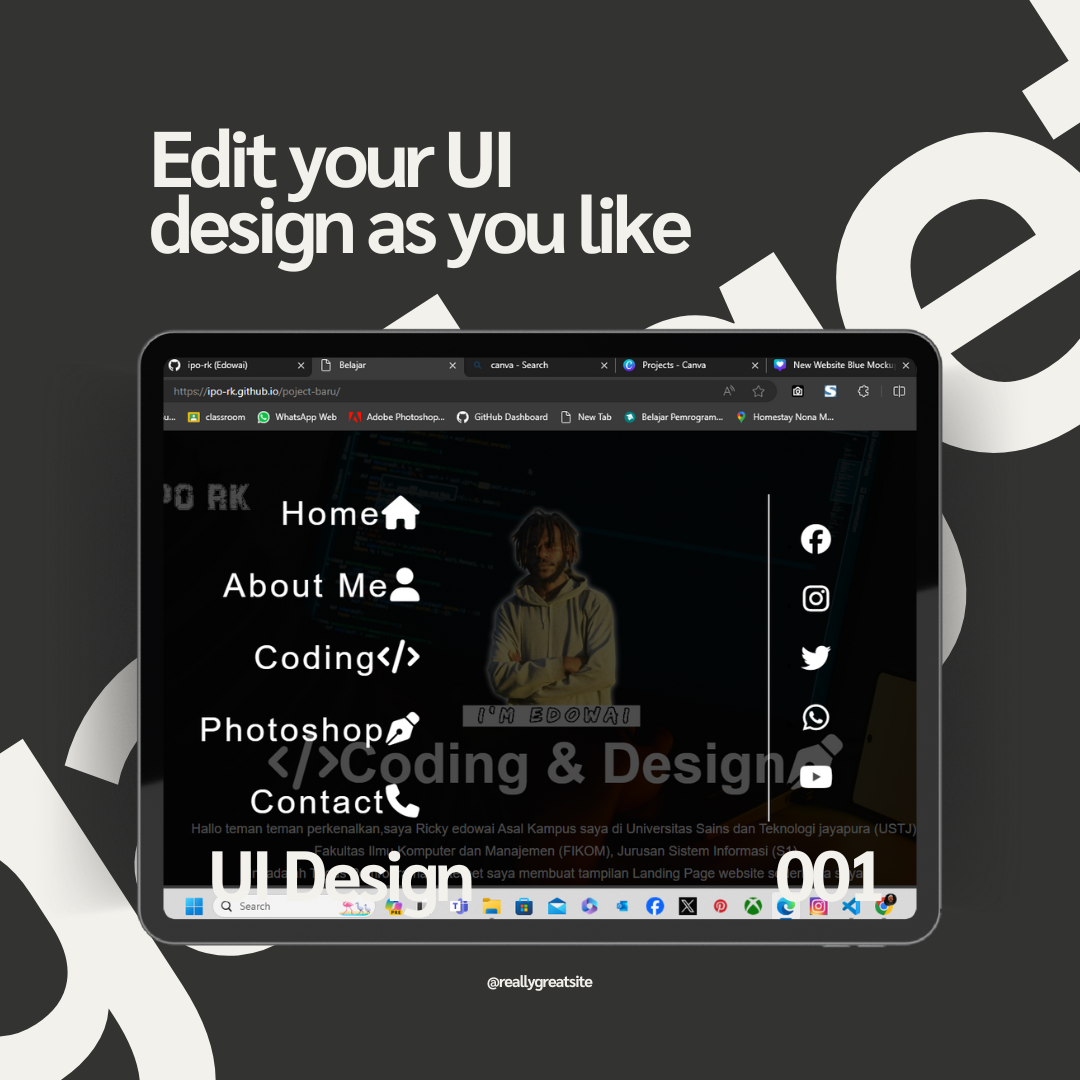 Edit your UI
design as you like
ipo-rk (Edowai)
Belajar
canva - Search
Projects - Canva
New Website Blue Mocku
https://ipo-rk.github.io/poject-baru/
u...
classroom
WhatsApp Web
Adobe Photoshop...
GitHub Dashboard
New Tab
Belajar Pemrogram...
Homestay Nona M...
PO RK
Home
About Me
Coding
Photoshop
Contact
I'M EDOWAI
</>Coding & Design
Hallo teman teman perkenalkan,saya Ricky edowai Asal Kampus saya di Universitas Sains dan Teknologi jayapura (USTJ)
Fakultas Ilmu Komputer dan Manajemen (FIKOM), Jurusan Sistem Informasi (S1)
saya membuat tampilan Landing Page website
UI Design
001
Search
@reallygreatsite